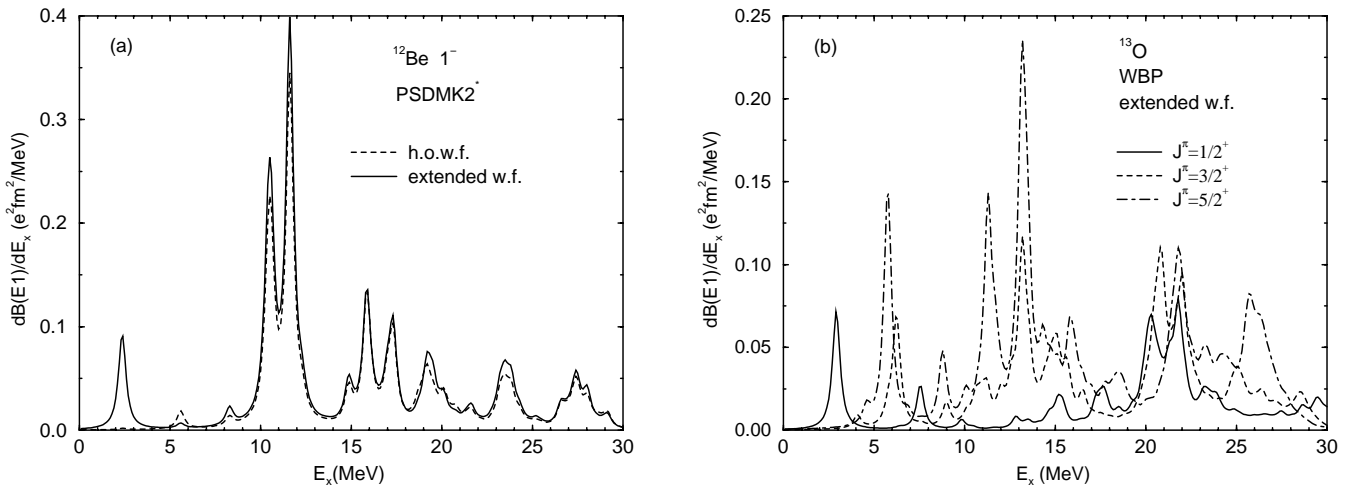 (a)
¹²Be 1⁻
PSDMK2*
h.o.w.f.
extended w.f.
dB(E1)/dEₓ (e²fm²/MeV)
0.4
0.3
0.2
0.1
0.0
0 5 10 15 20 25 30
Eₓ(MeV)
(b)
¹³O
WBP
extended w.f.
J^π=1/2⁺
J^π=3/2⁺
J^π=5/2⁺
dB(E1)/dEₓ (e²fm²/MeV)
0.25
0.20
0.15
0.10
0.05
0.00
0 5 10 15 20 25 30
Eₓ (MeV)